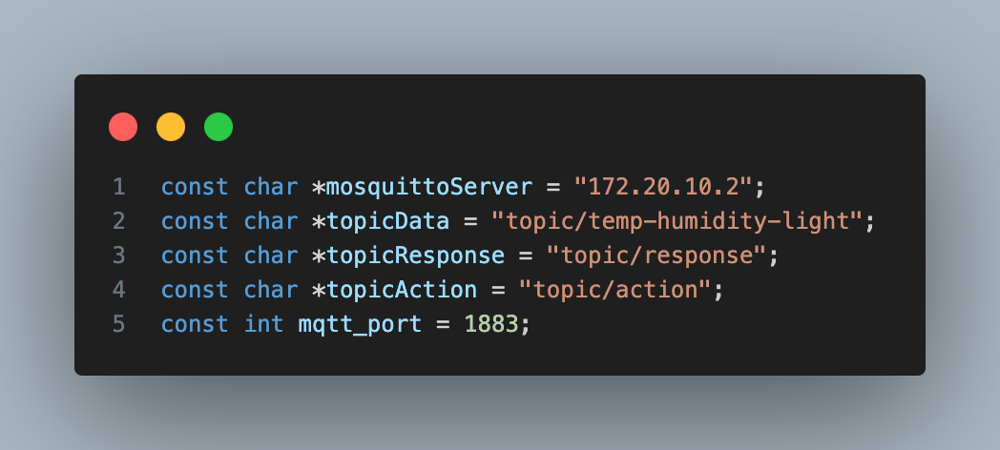 1 const char *mosquittoServer = "172.20.10.2";
2 const char *topicData = "topic/temp-humidity-light";
3 const char *topicResponse = "topic/response";
4 const char *topicAction = "topic/action";
5 const int mqtt_port = 1883;